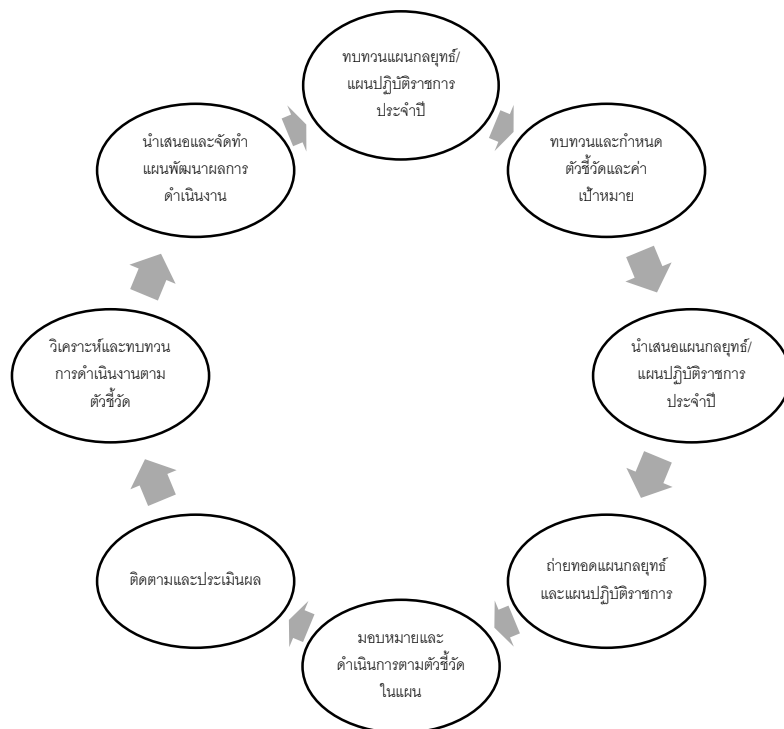 ทบทวนแผนกลยุทธ์/
แผนปฏิบัติราชการ
ประจำปี
ทบทวนและกำหนด
ตัวชี้วัดและค่า
เป้าหมาย
นำเสนอแผนกลยุทธ์/
แผนปฏิบัติราชการ
ประจำปี
ถ่ายทอดแผนกลยุทธ์
และแผนปฏิบัติราชการ
มอบหมายและ
ดำเนินการตามตัวชี้วัด
ในแผน
ติดตามและประเมินผล
วิเคราะห์และทบทวน
การดำเนินงานตาม
ตัวชี้วัด
นำเสนอและจัดทำ
แผนพัฒนาผลการ
ดำเนินงาน